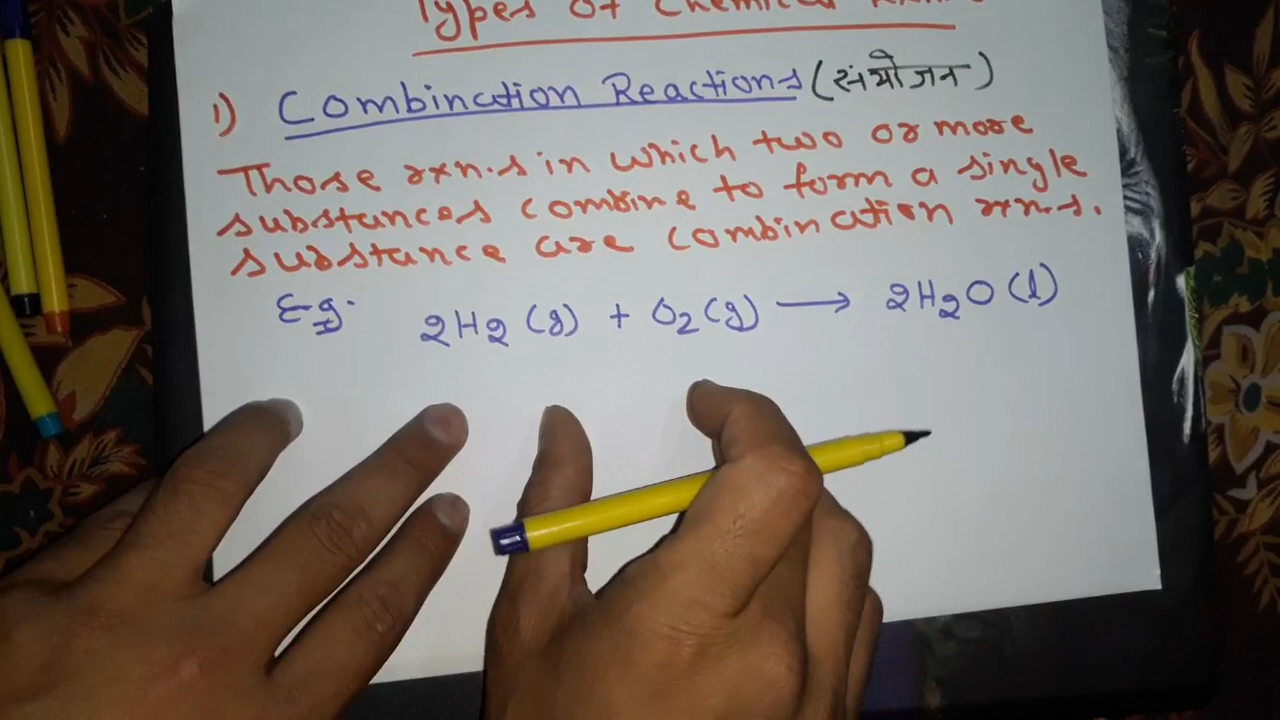 Types Of Chemical
1) Combination Reactions (संयोजन)
Those rxn.s in which two or more
substances combine to form a single
substance are combination rxn.s.
Eg. 2H2 (g) + O2 (g) → 2H2O (l)